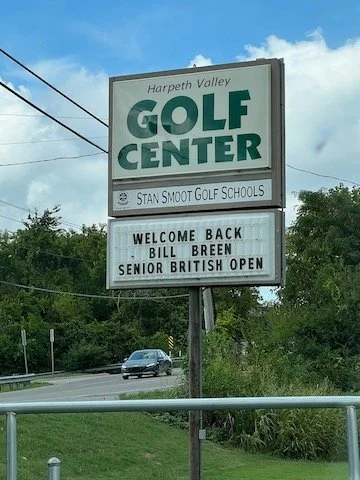 Harpeth Valley
GOLF
CENTER
STAN SMOOT GOLF SCHOOLS
WELCOME BACK
BILL BREEN
SENIOR BRITISH OPEN